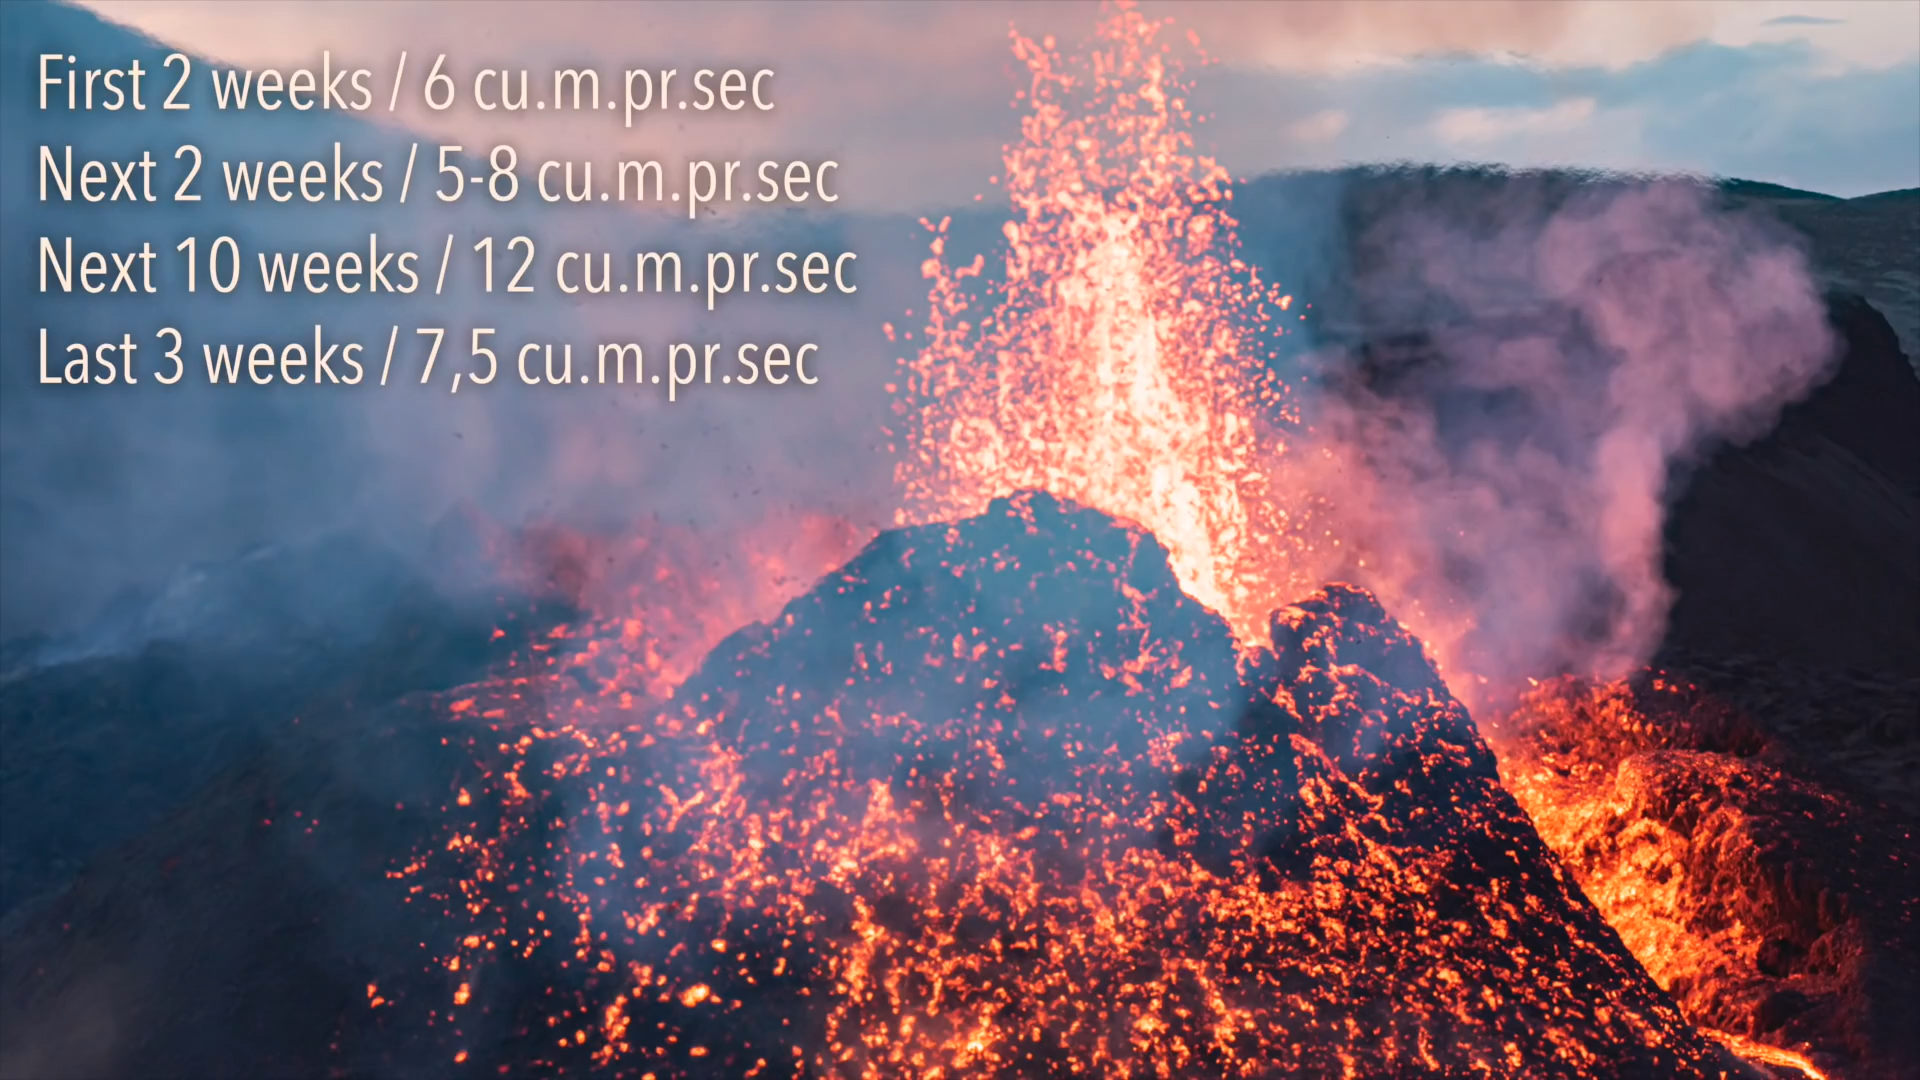 First 2 weeks / 6 cu.m.pr.sec
Next 2 weeks / 5-8 cu.m.pr.sec
Next 10 weeks / 12 cu.m.pr.sec
Last 3 weeks / 7,5 cu.m.pr.sec